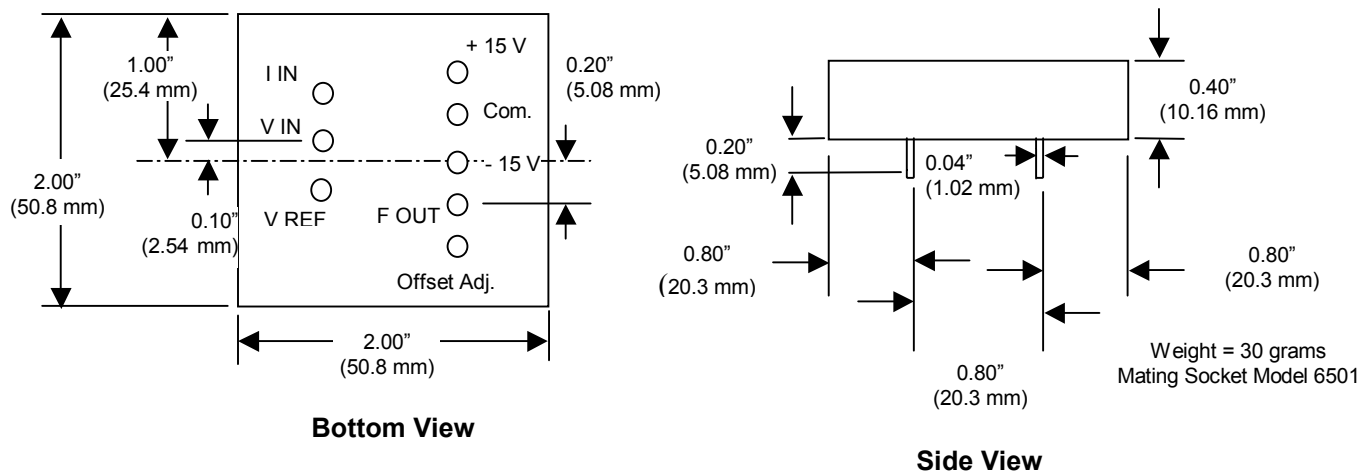 + 15 V
1.00”
(25.4 mm)
I IN
0.20”
(5.08 mm)
Com.
V IN
- 15 V
2.00”
(50.8 mm)
0.10”
(2.54 mm)
V REF
F OUT
Offset Adj.
2.00”
(50.8 mm)
Bottom View
0.40”
(10.16 mm)
0.20”
(5.08 mm)
0.04”
(1.02 mm)
0.80”
(20.3 mm)
0.80”
(20.3 mm)
0.80”
(20.3 mm)
Weight = 30 grams
Mating Socket Model 6501
Side View